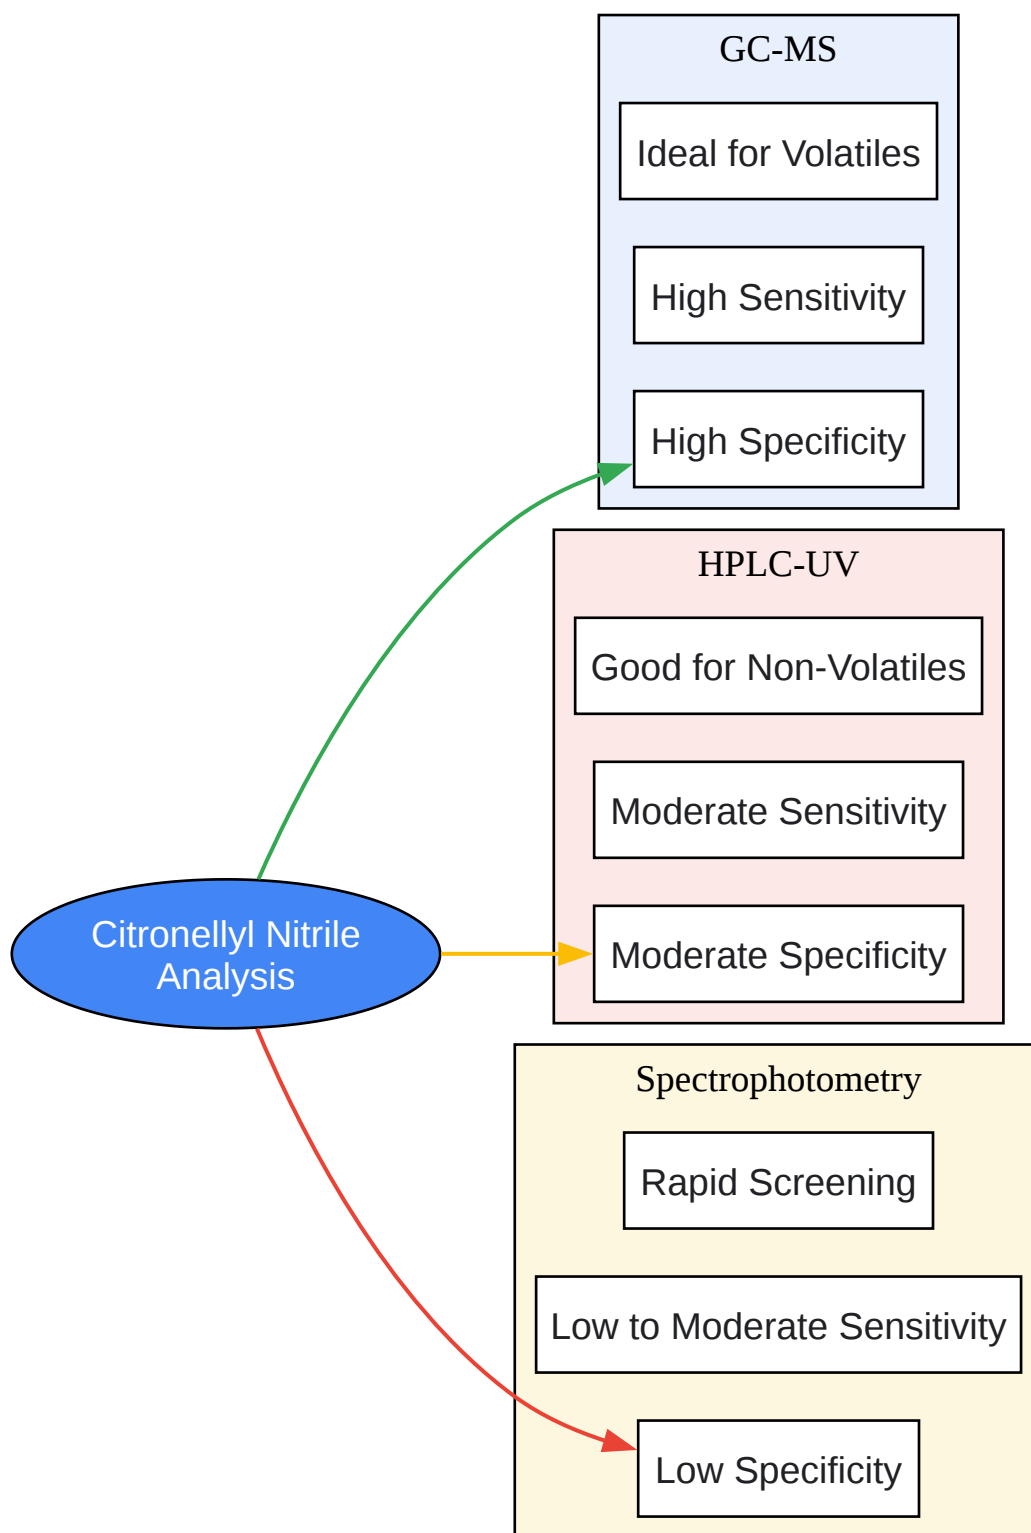 GC-MS
Ideal for Volatiles
High Sensitivity
High Specificity
HPLC-UV
Good for Non-Volatiles
Moderate Sensitivity
Moderate Specificity
Citronellyl Nitrile
Analysis
Spectrophotometry
Rapid Screening
Low to Moderate Sensitivity
Low Specificity